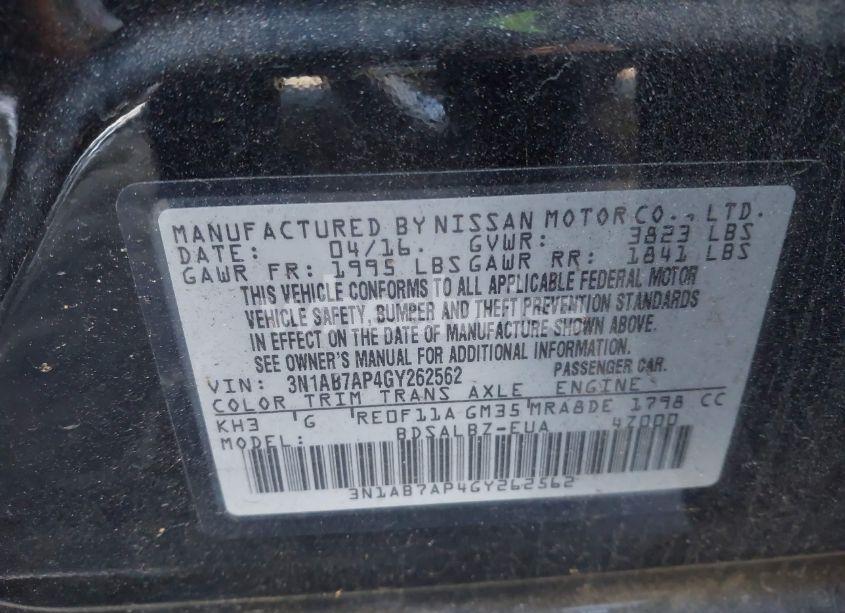 MANUFACTURED BY NISSAN MOTOR CO., LTD.
DATE: 04/16. GVWR: 3823 LBS
GAWR FR: 1995 LBS GAWR RR: 1841 LBS
THIS VEHICLE CONFORMS TO ALL APPLICABLE FEDERAL MOTOR
VEHICLE SAFETY, BUMPER AND THEFT PREVENTION STANDARDS
IN EFFECT ON THE DATE OF MANUFACTURE SHOWN ABOVE.
SEE OWNER'S MANUAL FOR ADDITIONAL INFORMATION.
VIN: 3N1AB7AP4GY262562 PASSENGER CAR.
COLOR TRIM TRANS AXLE ENGINE
KH3 G RE0F11A GM35 MRA8DE 1798 CC
MODEL: BDSALBZ-EUA 4Z000
3N1AB7AP4GY262562